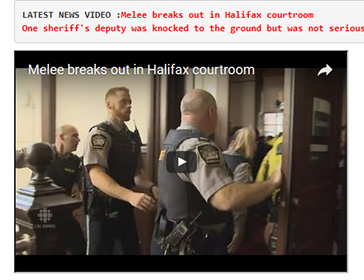 LATEST NEWS VIDEO :Melee breaks out in Halifax courtroom
One sheriff's deputy was knocked to the ground but was not serious
Melee breaks out in Halifax courtroom